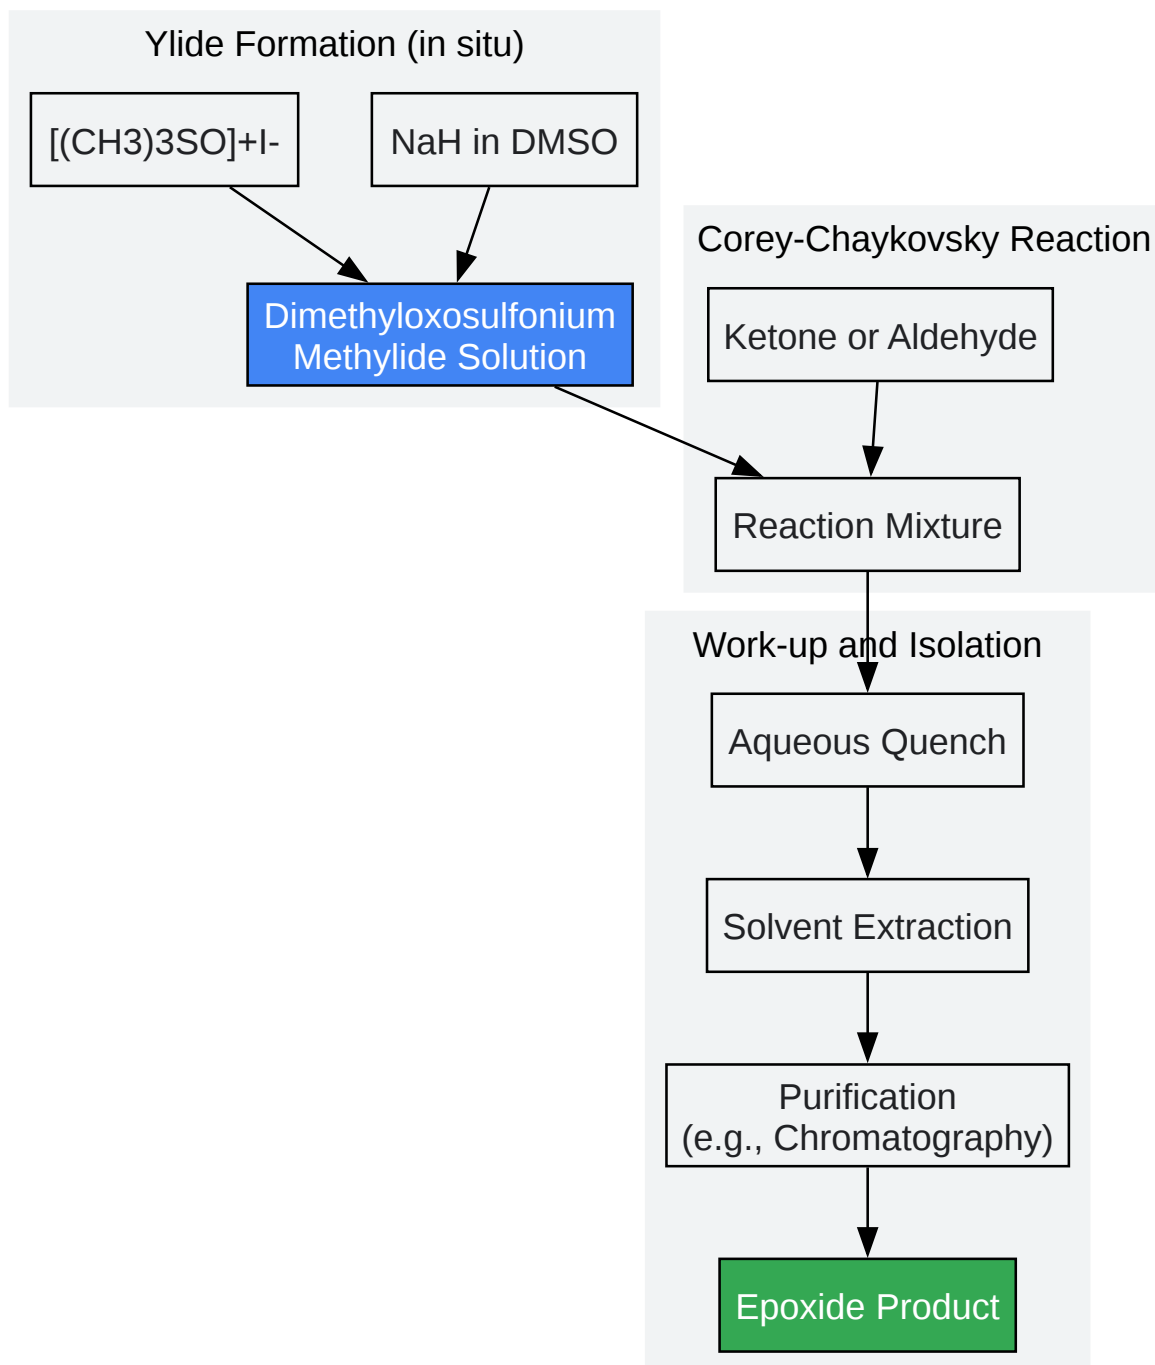 Ylide Formation (in situ)
[(CH3)3SO]+I-
NaH in DMSO
Dimethyloxosulfonium
Methylide Solution
Corey-Chaykovsky Reaction
Ketone or Aldehyde
Reaction Mixture
Work-up and Isolation
Aqueous Quench
Solvent Extraction
Purification
(e.g., Chromatography)
Epoxide Product